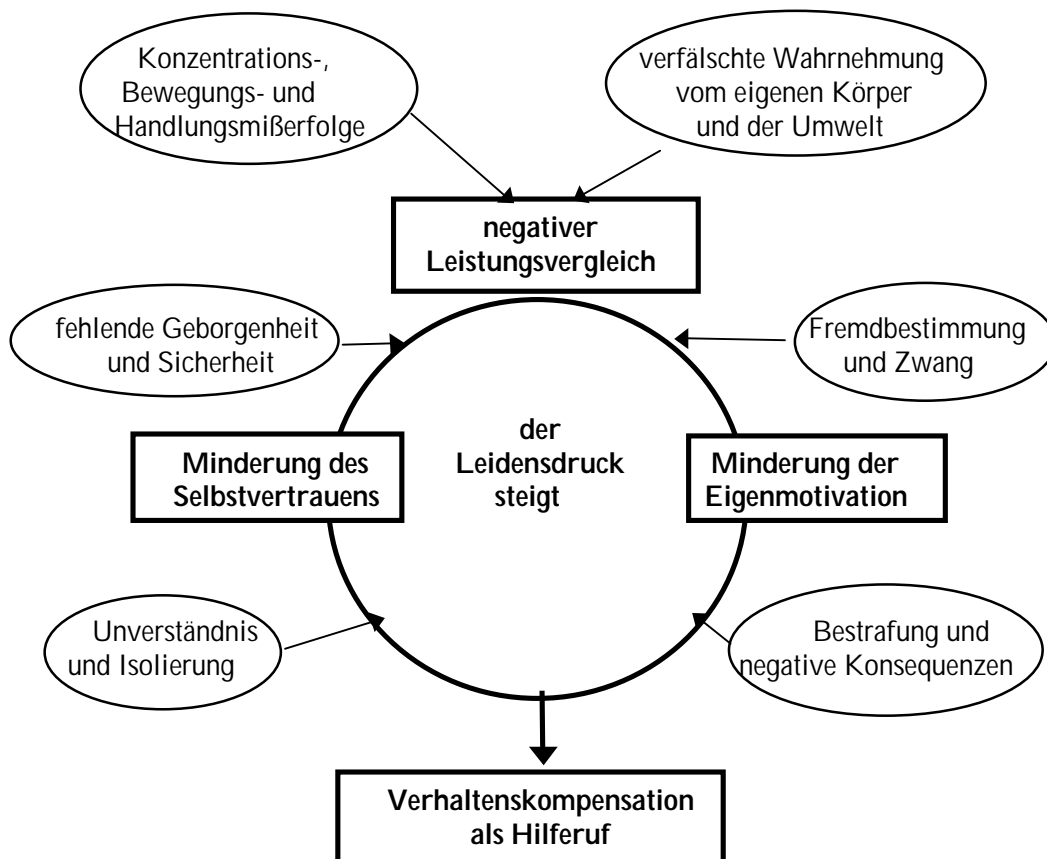 Konzentrations-,
Bewegungs- und
Handlungsmißerfolge
verfälschte Wahrnehmung
vom eigenen Körper
und der Umwelt
negativer
Leistungsvergleich
fehlende Geborgenheit
und Sicherheit
Fremdbestimmung
und Zwang
der
Leidensdruck
steigt
Minderung des
Selbstvertrauens
Minderung der
Eigenmotivation
Unverständnis
und Isolierung
Bestrafung und
negative Konsequenzen
Verhaltenskompensation
als Hilferuf